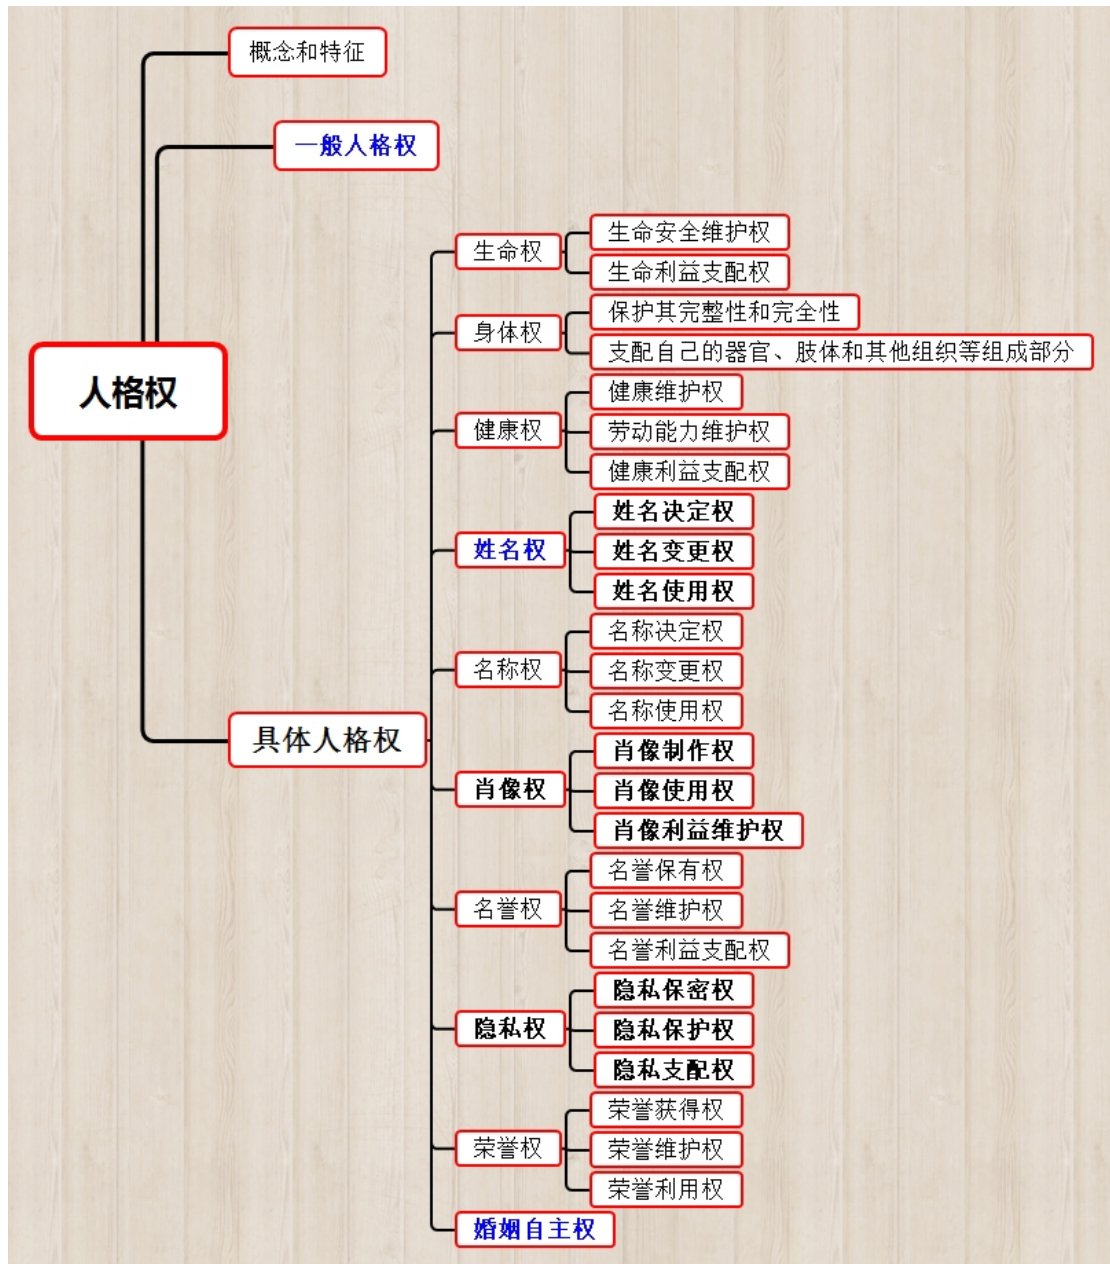 概念和特征
一般人格权
人格权
具体人格权
生命权
生命安全维护权
生命利益支配权
身体权
保护其完整性和完全性
支配自己的器官、肢体和其他组织等组成部分
健康权
健康维护权
劳动能力维护权
健康利益支配权
姓名权
姓名决定权
姓名变更权
姓名使用权
名称权
名称决定权
名称变更权
名称使用权
肖像权
肖像制作权
肖像使用权
肖像利益维护权
名誉权
名誉保有权
名誉维护权
名誉利益支配权
隐私权
隐私保密权
隐私保护权
隐私支配权
荣誉权
荣誉获得权
荣誉维护权
荣誉利用权
婚姻自主权